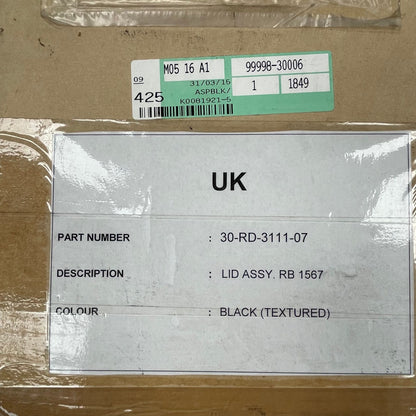 M05 16 A1 99998-30006
09 31/03/16 1 1849
425 ASPBLK/
K0081921-5
UK
PART NUMBER : 30-RD-3111-07
DESCRIPTION : LID ASSY. RB 1567
COLOUR : BLACK (TEXTURED)